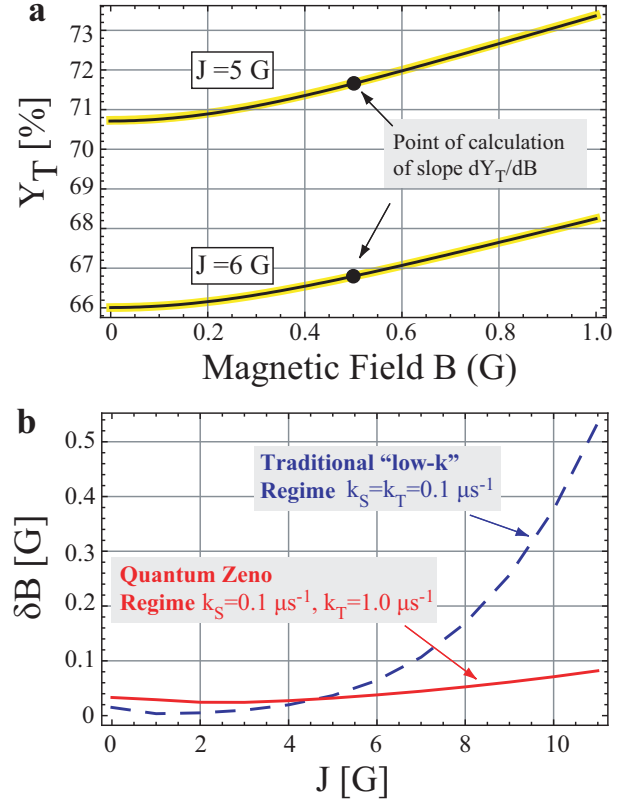 a
73
72
71
70
69
68
67
66
Y_T [%]
J = 5 G
Point of calculation
of slope dY_T/dB
J = 6 G
0 0.2 0.4 0.6 0.8 1.0
Magnetic Field B (G)
b
0.5
0.4
0.3
0.2
0.1
0
δB [G]
Traditional “low-k”
Regime k_S=k_T=0.1 μs⁻¹
Quantum Zeno
Regime k_S=0.1 μs⁻¹, k_T=1.0 μs⁻¹
0 2 4 6 8 10
J [G]